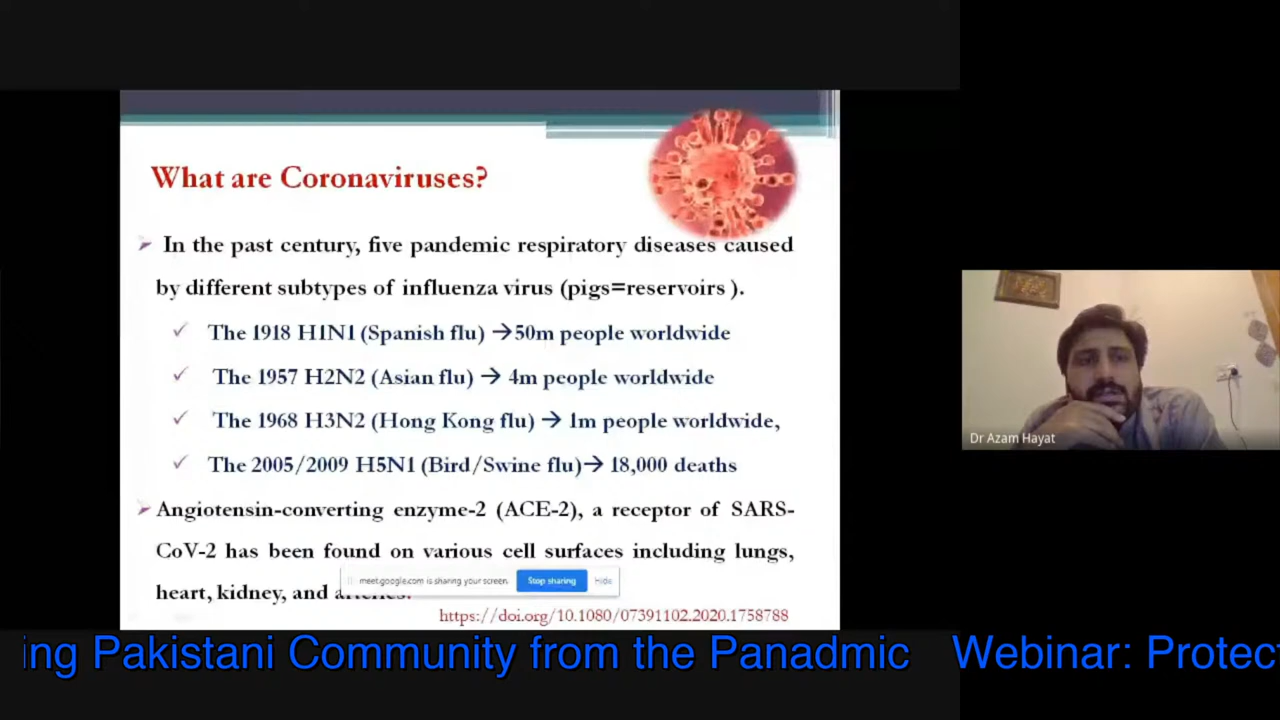 What are Coronaviruses?
In the past century, five pandemic respiratory diseases caused
by different subtypes of influenza virus (pigs=reservoirs ).
The 1918 H1N1 (Spanish flu) →50m people worldwide
The 1957 H2N2 (Asian flu) → 4m people worldwide
The 1968 H3N2 (Hong Kong flu) → 1m people worldwide,
The 2005/2009 H5N1 (Bird/Swine flu)→ 18,000 deaths
Angiotensin-converting enzyme-2 (ACE-2), a receptor of SARS-
CoV-2 has been found on various cell surfaces including lungs,
heart, kidney, and
meet.google.com is sharing your screen. Stop sharing Hide
https://doi.org/10.1080/07391102.2020.1758788
Dr Azam Hayat
ing Pakistani Community from the Panadmic Webinar: Protect